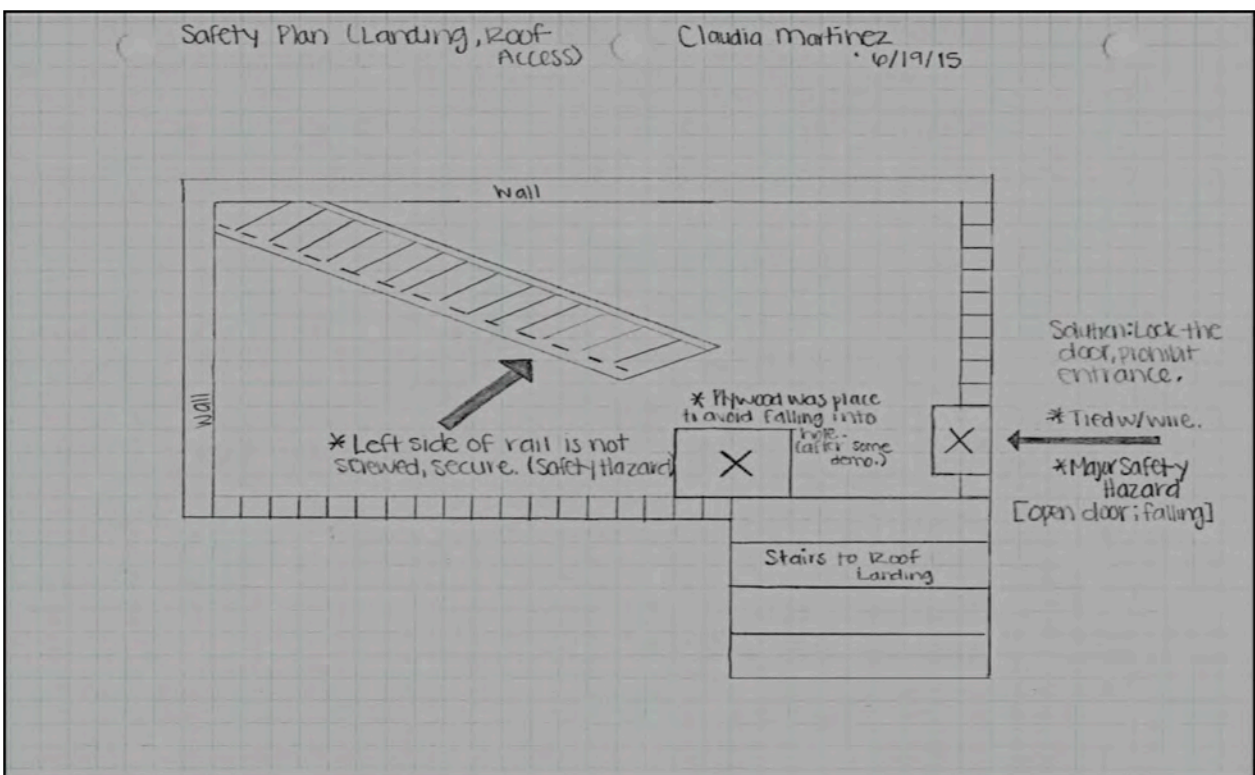 Safety Plan (Landing, Roof
Access)
Claudia Martinez
6/19/15
Wall
Wall
* Left side of rail is not
screwed, secure. (Safety Hazard)
* Plywood was place
to avoid falling into
hole.
(after some
demo.)
Solution: Lock the
door, prohibit
entrance.
* Tied w/ wire.
* Major Safety
Hazard
[open door; falling]
Stairs to Roof
Landing